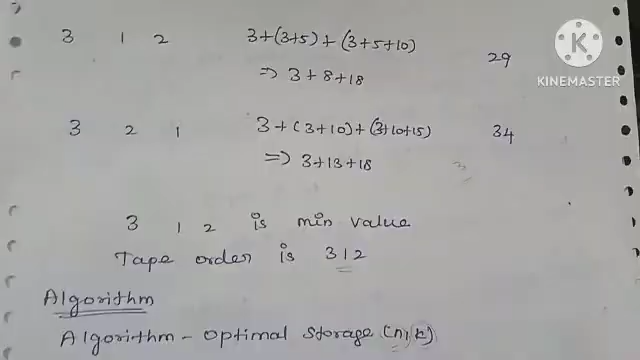 3 1 2 3+(3+5)+(3+5+10) 29
⇒ 3+8+18
3 2 1 3+(3+10)+(3+10+15) 34
⇒ 3+13+18
3 1 2 is min value
Tape order is 312
Algorithm
Algorithm - optimal storage (n,k)
K
KINEMASTER